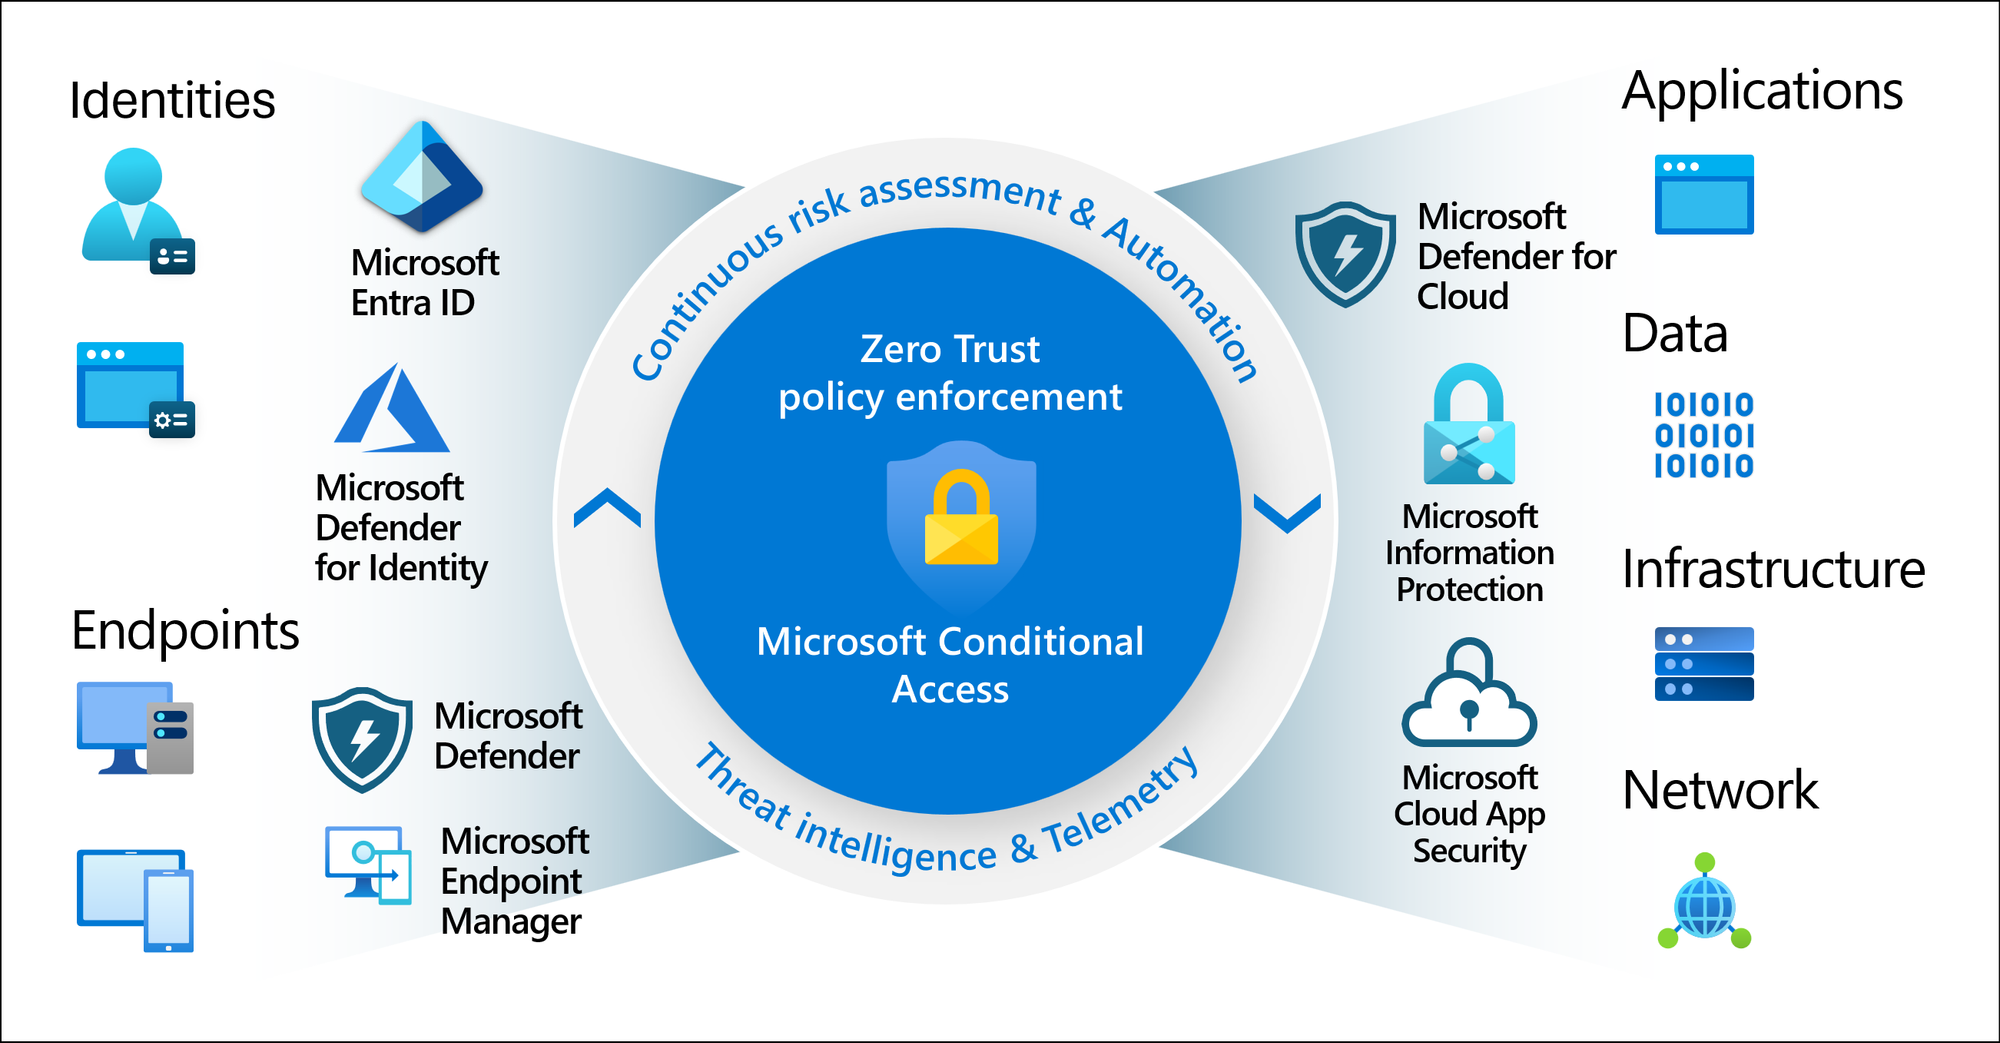 Identities
Microsoft
Entra ID
Microsoft
Defender
for Identity
Endpoints
Microsoft
Defender
Microsoft
Endpoint
Manager
Continuous risk assessment & Automation
Zero Trust
policy enforcement
Microsoft Conditional
Access
Threat intelligence & Telemetry
Microsoft
Defender for
Cloud
Microsoft
Information
Protection
Microsoft
Cloud App
Security
Applications
Data
101010
010101
101010
Infrastructure
Network